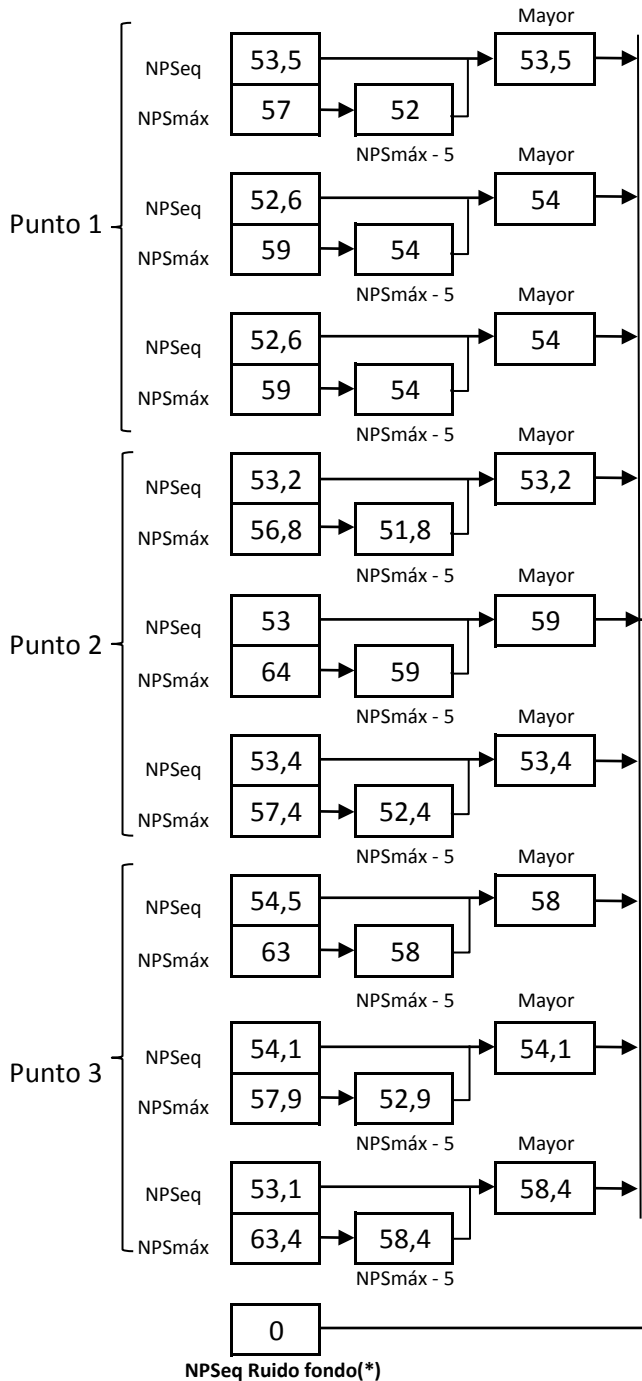 Mayor
NPSeq 53,5 53,5
NPSmáx 57 52
NPSmáx - 5 Mayor
NPSeq 52,6 54
Punto 1
NPSmáx 59 54
NPSmáx - 5 Mayor
NPSeq 52,6 54
NPSmáx 59 54
NPSmáx - 5 Mayor
NPSeq 53,2 53,2
NPSmáx 56,8 51,8
NPSmáx - 5 Mayor
NPSeq 53 59
Punto 2
NPSmáx 64 59
NPSmáx - 5 Mayor
NPSeq 53,4 53,4
NPSmáx 57,4 52,4
NPSmáx - 5 Mayor
NPSeq 54,5 58
NPSmáx 63 58
NPSmáx - 5 Mayor
NPSeq 54,1 54,1
Punto 3
NPSmáx 57,9 52,9
NPSmáx - 5 Mayor
NPSeq 53,1 58,4
NPSmáx 63,4 58,4
NPSmáx - 5
0
NPSeq Ruido fondo(*)